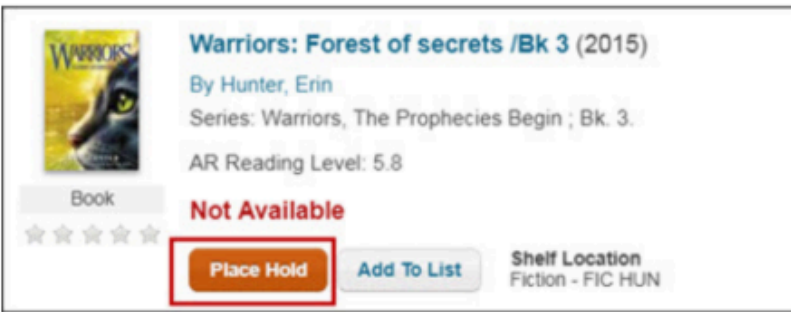 WARRIORS
Warriors: Forest of secrets /Bk 3 (2015)
By Hunter, Erin
Series: Warriors, The Prophecies Begin ; Bk. 3.
AR Reading Level: 5.8
Book
Not Available
Place Hold
Add To List
Shelf Location
Fiction - FIC HUN